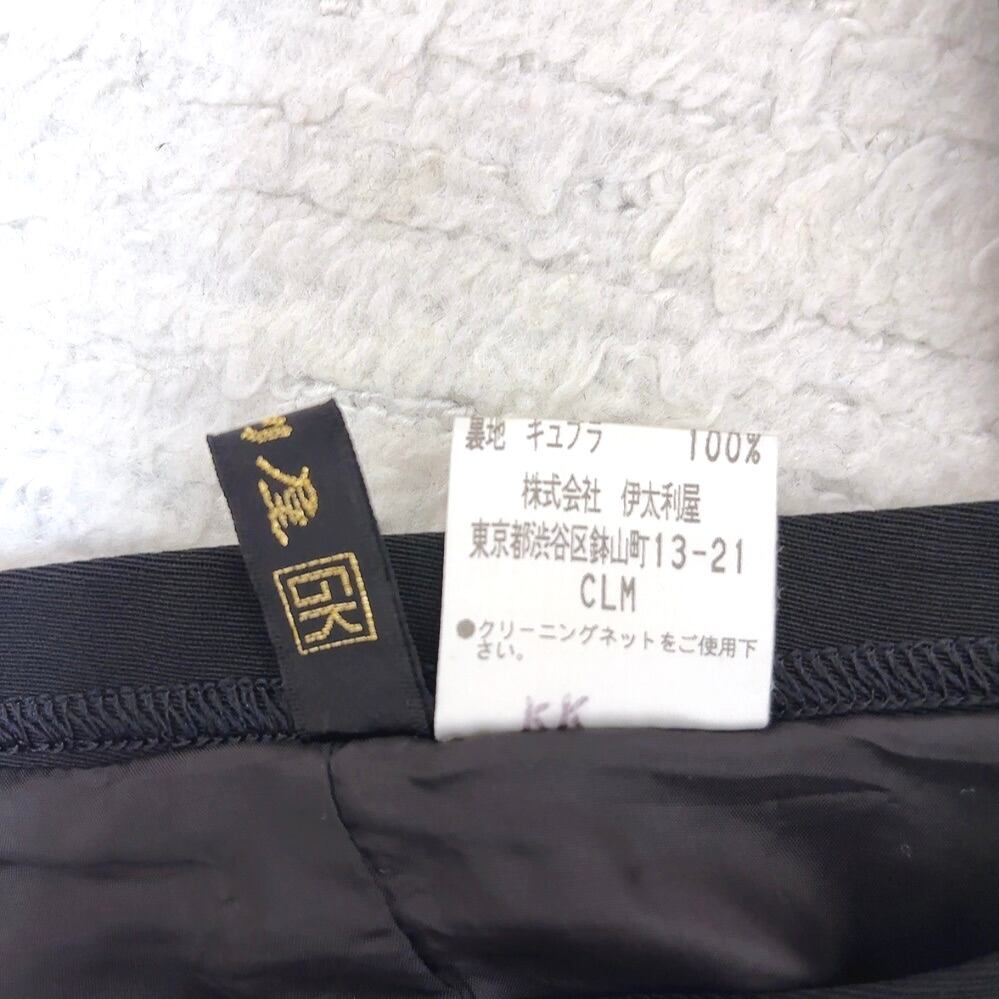 屋
GK
裏地 キュプラ 100%
株式会社 伊太利屋
東京都渋谷区鉢山町13-21
CLM
●クリーニングネットをご使用下
さい。
KK